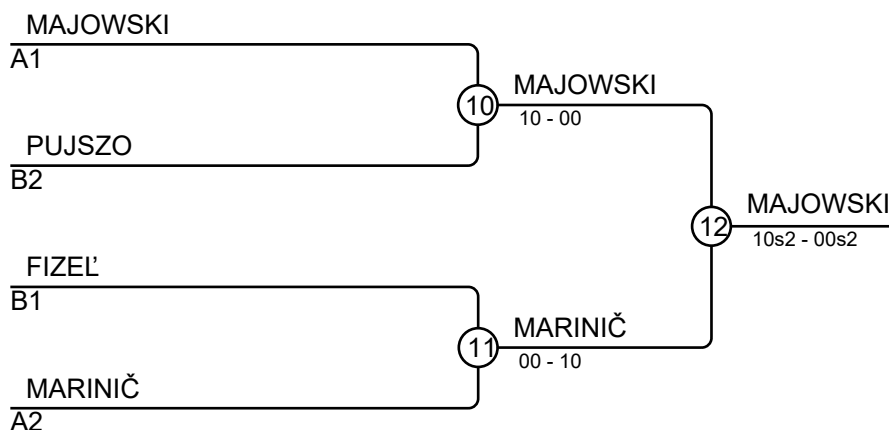 MAJOWSKI
A1
10
MAJOWSKI
10 - 00
PUJSZO
B2
12
MAJOWSKI
10s2 - 00s2
FIZEĽ
B1
11
MARINIČ
00 - 10
MARINIČ
A2